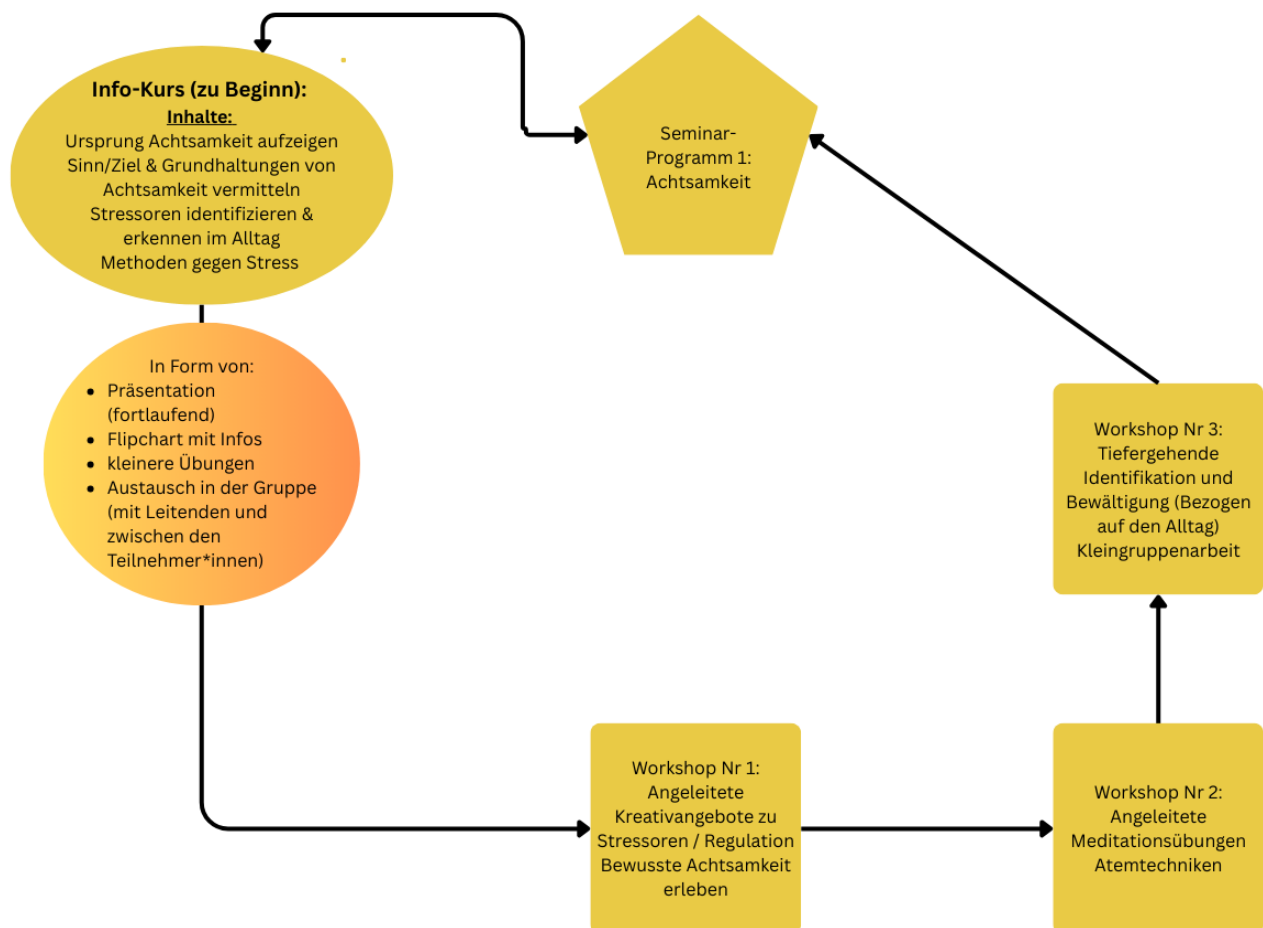 Info-Kurs (zu Beginn):
Inhalte:
Ursprung Achtsamkeit aufzeigen
Sinn/Ziel & Grundhaltungen von
Achtsamkeit vermitteln
Stressoren identifizieren &
erkennen im Alltag
Methoden gegen Stress
Seminar-
Programm 1:
Achtsamkeit
In Form von:
• Präsentation
(fortlaufend)
• Flipchart mit Infos
• kleinere Übungen
• Austausch in der Gruppe
(mit Leitenden und
zwischen den
Teilnehmer*innen)
Workshop Nr 1:
Angeleitete
Kreativangebote zu
Stressoren / Regulation
Bewusste Achtsamkeit
erleben
Workshop Nr 2:
Angeleitete
Meditationsübungen
Atemtechniken
Workshop Nr 3:
Tiefergehende
Identifikation und
Bewältigung (Bezogen
auf den Alltag)
Kleingruppenarbeit